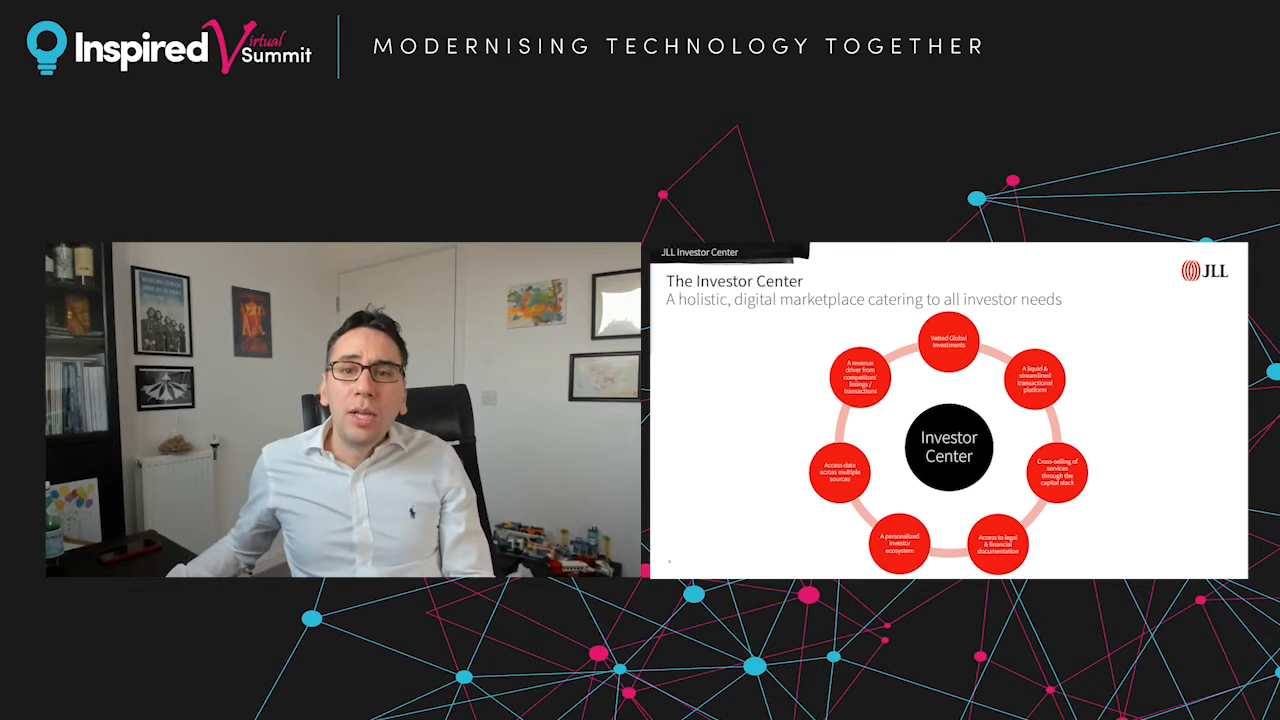 Inspired Virtual Summit
MODERNISING TECHNOLOGY TOGETHER
JLL Investor Center
The Investor Center
A holistic, digital marketplace catering to all investor needs
JLL
Vetted Global
Investments
A liquid &
streamlined
transactional
platform
Cross-selling of
services
through the
capital stack
Access to legal
& financial
documentation
A personalized
Investor
ecosystem
Access data
across multiple
sources
A revenue
driver from
competitors'
listings /
transactions
Investor
Center